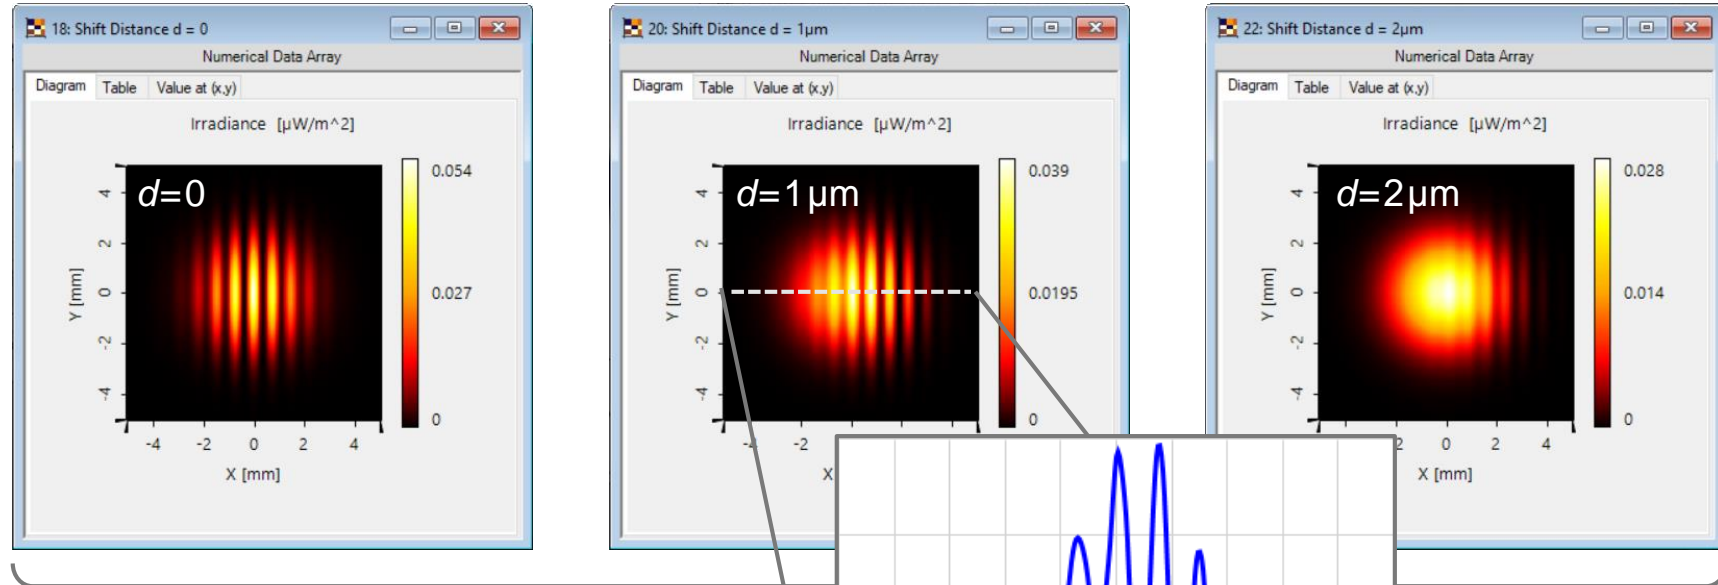 18: Shift Distance d = 0
Numerical Data Array
Diagram Table Value at (x,y)
Irradiance [µW/m^2]
d=0
0.054
0.027
0
4
2
0
-2
-4
Y [mm]
-4 -2 0 2 4
X [mm]
20: Shift Distance d = 1µm
Numerical Data Array
Diagram Table Value at (x,y)
Irradiance [µW/m^2]
d=1µm
0.039
0.0195
0
4
2
0
-2
-4
Y [mm]
-4 -2
X
22: Shift Distance d = 2µm
Numerical Data Array
Diagram Table Value at (x,y)
Irradiance [µW/m^2]
d=2µm
0.028
0.014
0
4
2
0
-2
-4
Y [mm]
2 0 2 4
X [mm]